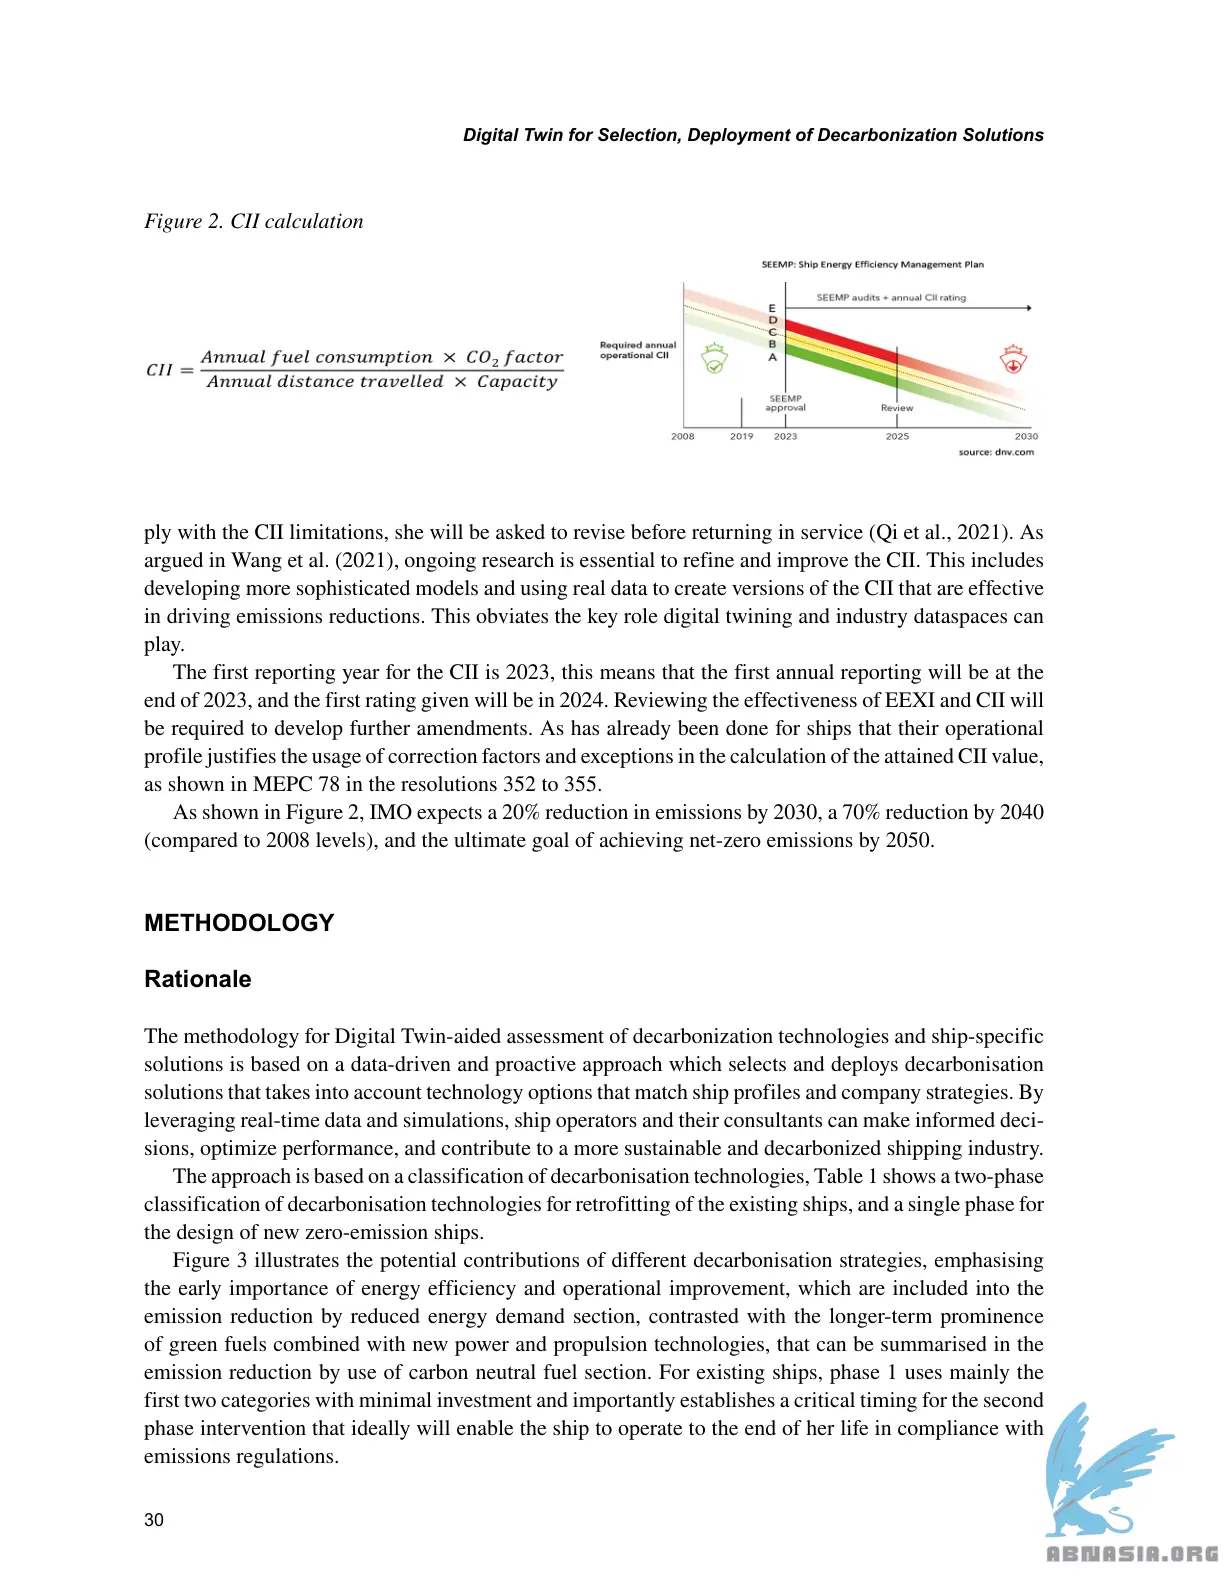 Digital Twin for Selection, Deployment of Decarbonization Solutions
Figure 2. CII calculation
CII = Annual fuel consumption × CO2 factor
Annual distance travelled × Capacity
SEEMP: Ship Energy Efficiency Management Plan
SEEMP audits + annual CII rating
E
D
C
B
A
Required annual
operational CII
SEEMP
approval
Review
2008 2019 2023 2025 2030
source: dnv.com
ply with the CII limitations, she will be asked to revise before returning in service (Qi et al., 2021). As
argued in Wang et al. (2021), ongoing research is essential to refine and improve the CII. This includes
developing more sophisticated models and using real data to create versions of the CII that are effective
in driving emissions reductions. This obviates the key role digital twining and industry dataspaces can
play.
The first reporting year for the CII is 2023, this means that the first annual reporting will be at the
end of 2023, and the first rating given will be in 2024. Reviewing the effectiveness of EEXI and CII will
be required to develop further amendments. As has already been done for ships that their operational
profile justifies the usage of correction factors and exceptions in the calculation of the attained CII value,
as shown in MEPC 78 in the resolutions 352 to 355.
As shown in Figure 2, IMO expects a 20% reduction in emissions by 2030, a 70% reduction by 2040
(compared to 2008 levels), and the ultimate goal of achieving net-zero emissions by 2050.
METHODOLOGY
Rationale
The methodology for Digital Twin-aided assessment of decarbonization technologies and ship-specific
solutions is based on a data-driven and proactive approach which selects and deploys decarbonisation
solutions that takes into account technology options that match ship profiles and company strategies. By
leveraging real-time data and simulations, ship operators and their consultants can make informed deci-
sions, optimize performance, and contribute to a more sustainable and decarbonized shipping industry.
The approach is based on a classification of decarbonisation technologies, Table 1 shows a two-phase
classification of decarbonisation technologies for retrofitting of the existing ships, and a single phase for
the design of new zero-emission ships.
Figure 3 illustrates the potential contributions of different decarbonisation strategies, emphasising
the early importance of energy efficiency and operational improvement, which are included into the
emission reduction by reduced energy demand section, contrasted with the longer-term prominence
of green fuels combined with new power and propulsion technologies, that can be summarised in the
emission reduction by use of carbon neutral fuel section. For existing ships, phase 1 uses mainly the
first two categories with minimal investment and importantly establishes a critical timing for the second
phase intervention that ideally will enable the ship to operate to the end of her life in compliance with
emissions regulations.
30
ABNASIA.ORG